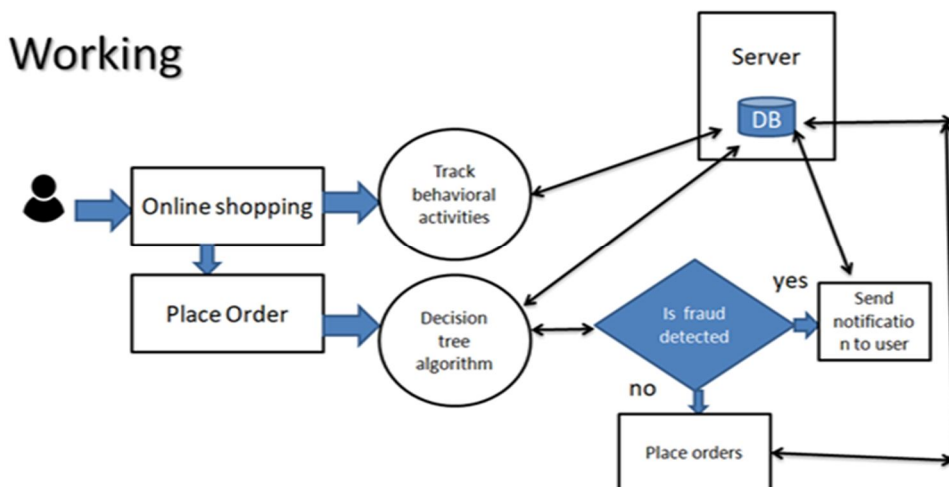 Working
Server
DB
Track
behavioral
activities
Online shopping
Place Order
Decision
tree
algorithm
Is fraud
detected
yes
Send
notificatio
n to user
no
Place orders